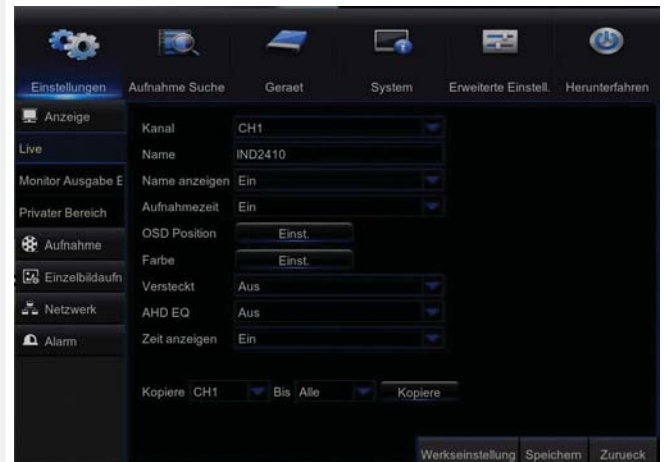 Einstellungen Aufnahme Suche Geraet System Erweiterte Einstell. Herunterfahren
Anzeige
Live
Monitor Ausgabe E
Privater Bereich
Aufnahme
Einzelbildaufn
Netzwerk
Alarm
Kanal CH1
Name IND2410
Name anzeigen Ein
Aufnahmezeit Ein
OSD Position Einst.
Farbe Einst.
Versteckt Aus
AHD EQ Aus
Zeit anzeigen Ein
Kopiere CH1 Bis Alle Kopiere
Werkseinstellung Speichern Zurueck